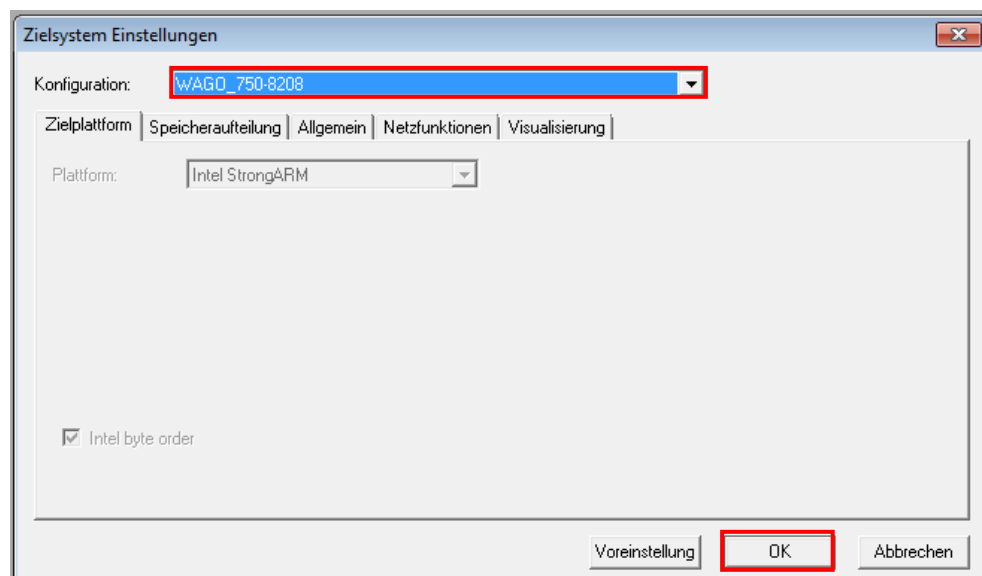 Zielsystem Einstellungen
Konfiguration: WAGO_750-8208
Zielplattform Speicheraufteilung Allgemein Netzfunktionen Visualisierung
Plattform: Intel StrongARM
Intel byte order
Voreinstellung OK Abbrechen